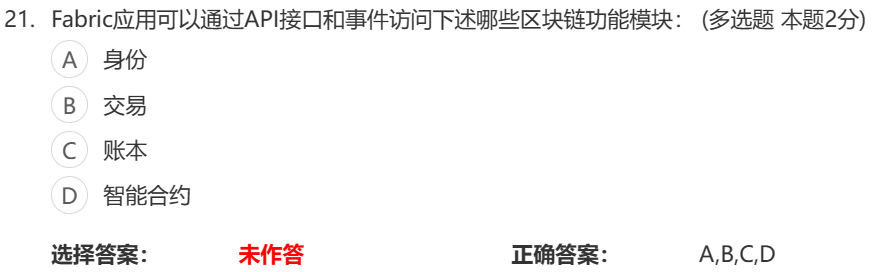 21. Fabric应用可以通过API接口和事件访问下述哪些区块链功能模块： (多选题 本题2分)
A 身份
B 交易
C 账本
D 智能合约
选择答案： 未作答 正确答案： A,B,C,D